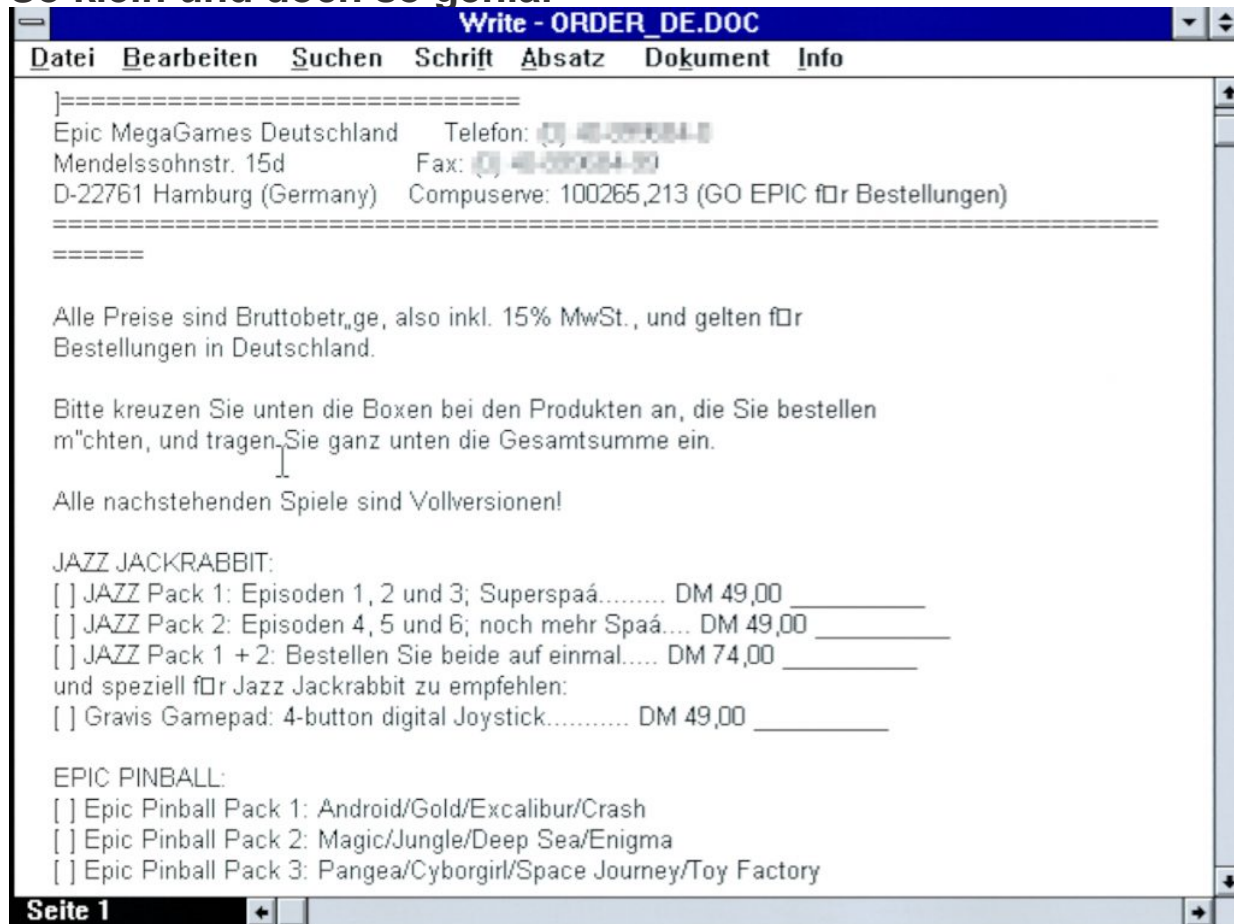 So klein und doch so genial
Write - ORDER_DE.DOC
Datei Bearbeiten Suchen Schrift Absatz Dokument Info
]==============================
Epic MegaGames Deutschland Telefon:
Mendelssohnstr. 15d Fax:
D-22761 Hamburg (Germany) Compuserve: 100265,213 (GO EPIC f□r Bestellungen)
========================================================================
======
Alle Preise sind Bruttobetr„ge, also inkl. 15% MwSt., und gelten f□r
Bestellungen in Deutschland.
Bitte kreuzen Sie unten die Boxen bei den Produkten an, die Sie bestellen
m"chten, und tragen Sie ganz unten die Gesamtsumme ein.
Alle nachstehenden Spiele sind Vollversionen!
JAZZ JACKRABBIT:
[ ] JAZZ Pack 1: Episoden 1, 2 und 3; Superspaá......... DM 49,00 __________
[ ] JAZZ Pack 2: Episoden 4, 5 und 6; noch mehr Spaá.... DM 49,00 __________
[ ] JAZZ Pack 1 + 2: Bestellen Sie beide auf einmal..... DM 74,00 __________
und speziell f□r Jazz Jackrabbit zu empfehlen:
[ ] Gravis Gamepad: 4-button digital Joystick........... DM 49,00 __________
EPIC PINBALL:
[ ] Epic Pinball Pack 1: Android/Gold/Excalibur/Crash
[ ] Epic Pinball Pack 2: Magic/Jungle/Deep Sea/Enigma
[ ] Epic Pinball Pack 3: Pangea/Cyborgirl/Space Journey/Toy Factory
Seite 1